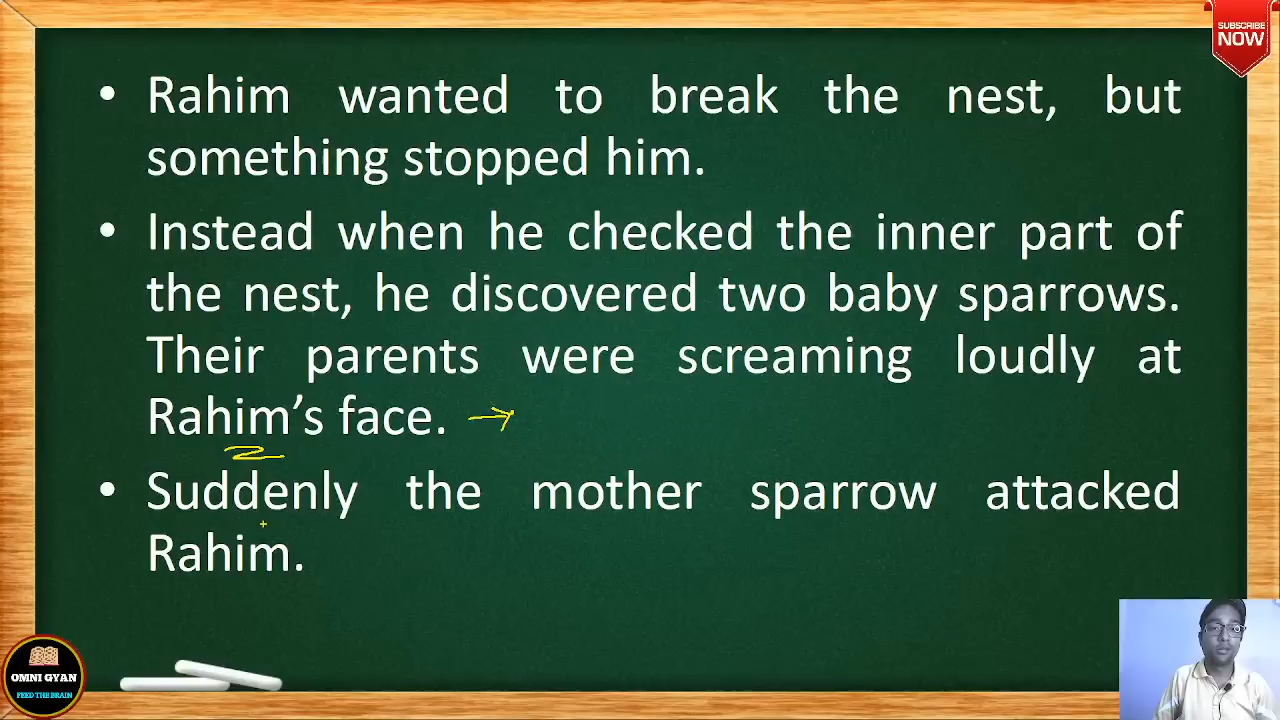 SUBSCRIBE
NOW
• Rahim wanted to break the nest, but
something stopped him.
• Instead when he checked the inner part of
the nest, he discovered two baby sparrows.
Their parents were screaming loudly at
Rahim’s face.
• Suddenly the mother sparrow attacked
Rahim.
OMNI GYAN
FEED THE BRAIN